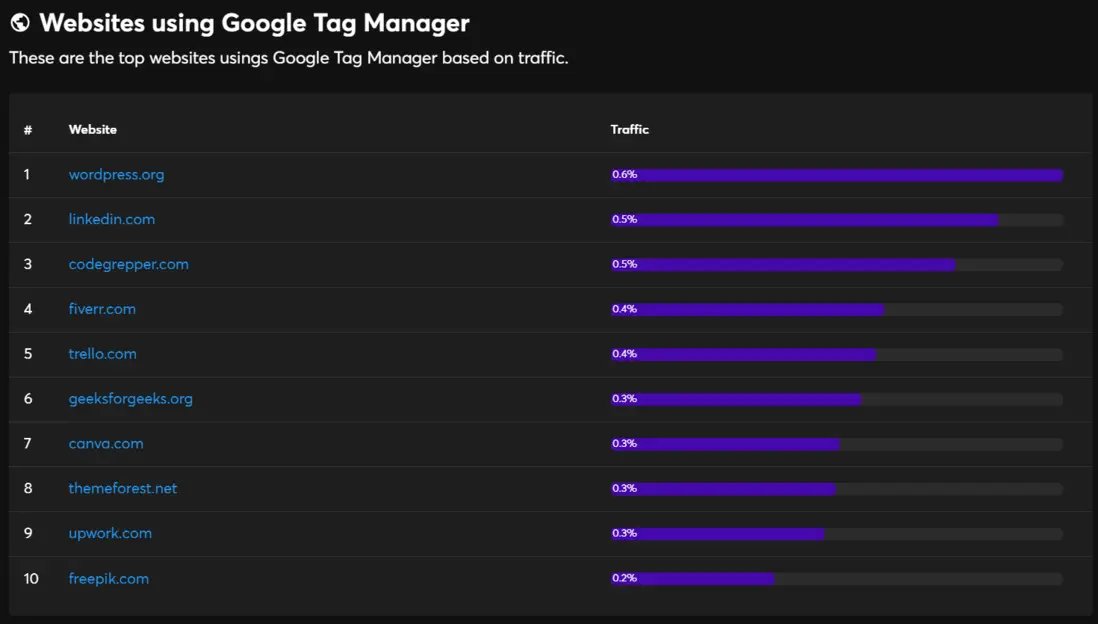 Websites using Google Tag Manager
These are the top websites usings Google Tag Manager based on traffic.
# Website Traffic
1 wordpress.org 0.6%
2 linkedin.com 0.5%
3 codegrepper.com 0.5%
4 fiverr.com 0.4%
5 trello.com 0.4%
6 geeksforgeeks.org 0.3%
7 canva.com 0.3%
8 themeforest.net 0.3%
9 upwork.com 0.3%
10 freepik.com 0.2%